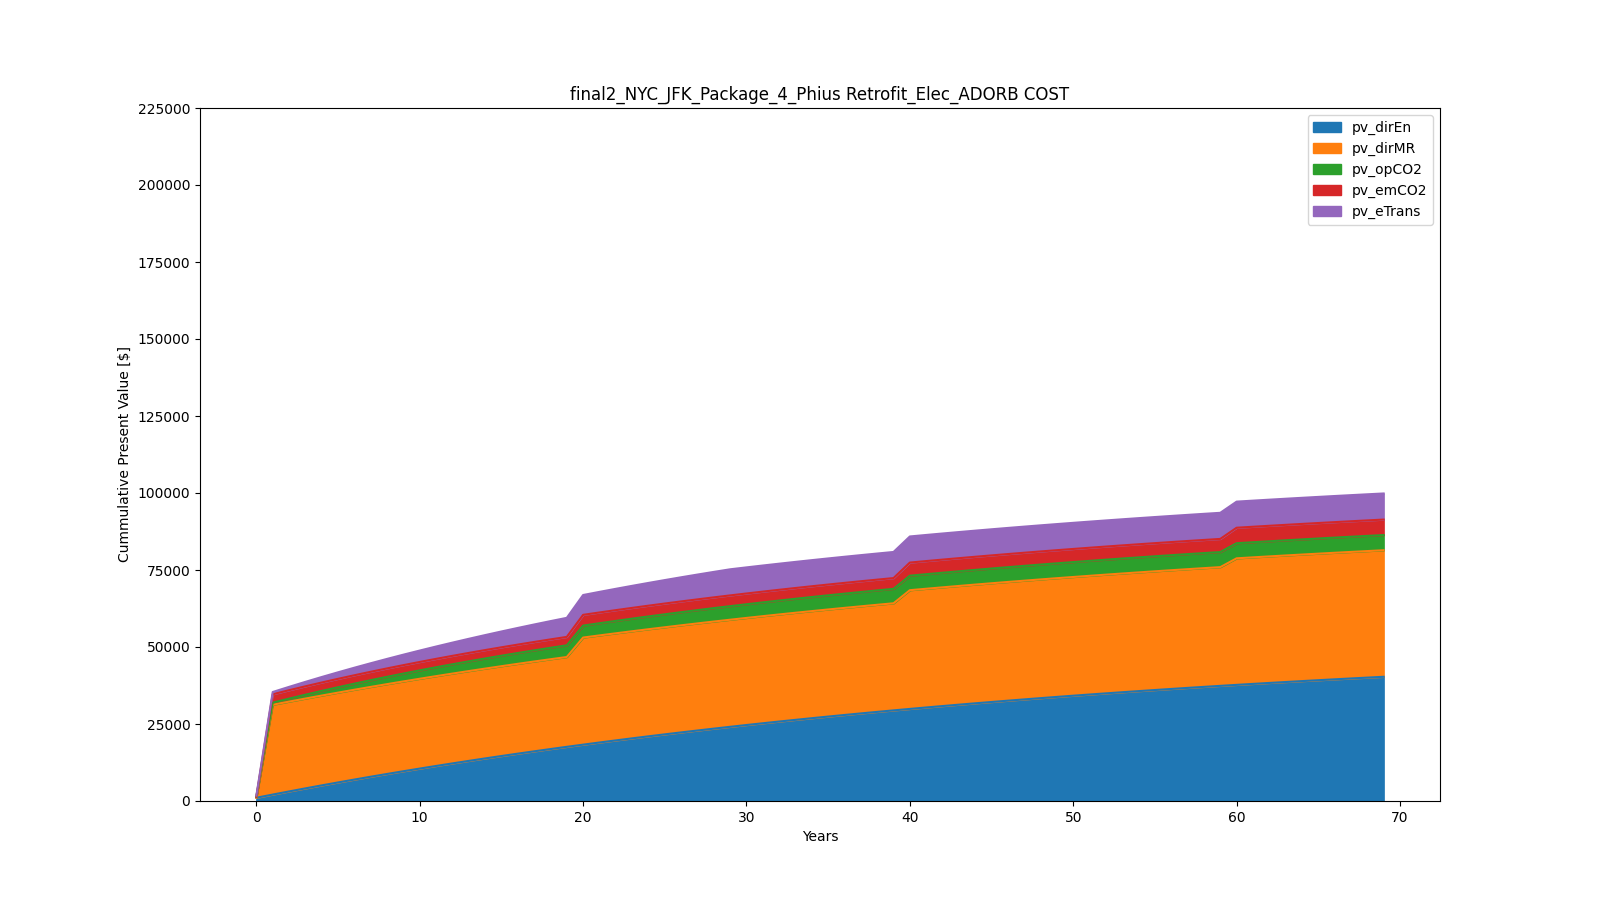 final2_NYC_JFK_Package_4_Phius Retrofit_Elec_ADORB COST
225000
200000
175000
150000
125000
100000
75000
50000
25000
0
Cummulative Present Value [$]
pv_dirEn
pv_dirMR
pv_opCO2
pv_emCO2
pv_eTrans
0 10 20 30 40 50 60 70
Years